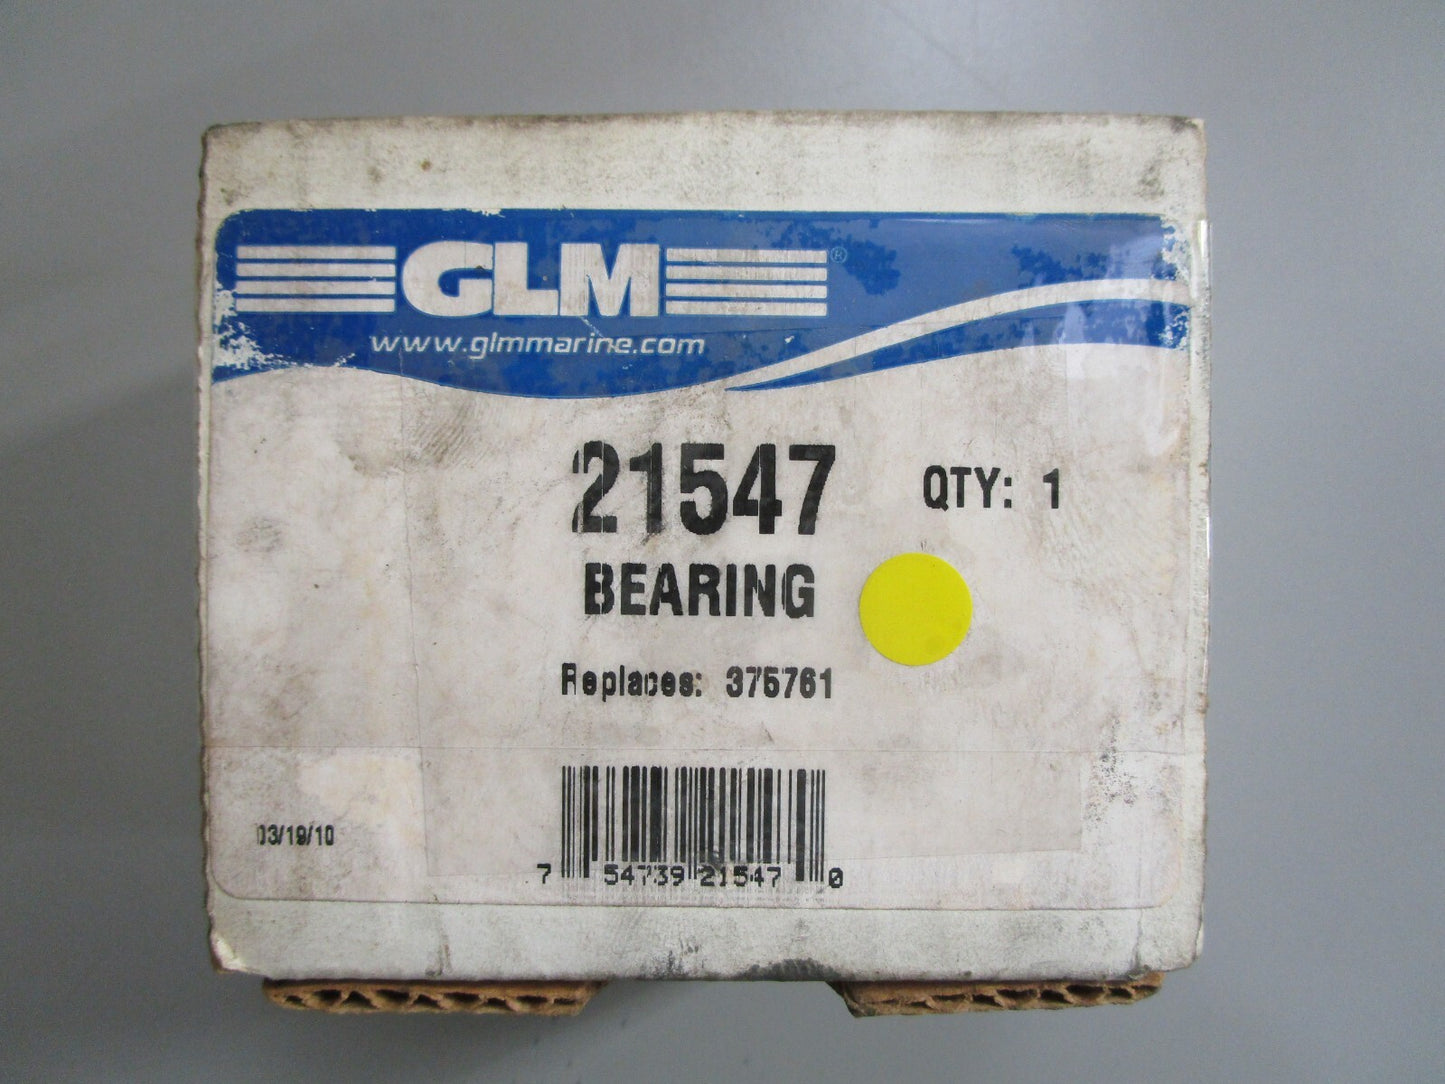 GLM®
www.glmmarine.com
21547
QTY: 1
BEARING
Replaces: 375761
03/19/10
7 54739 21547 0